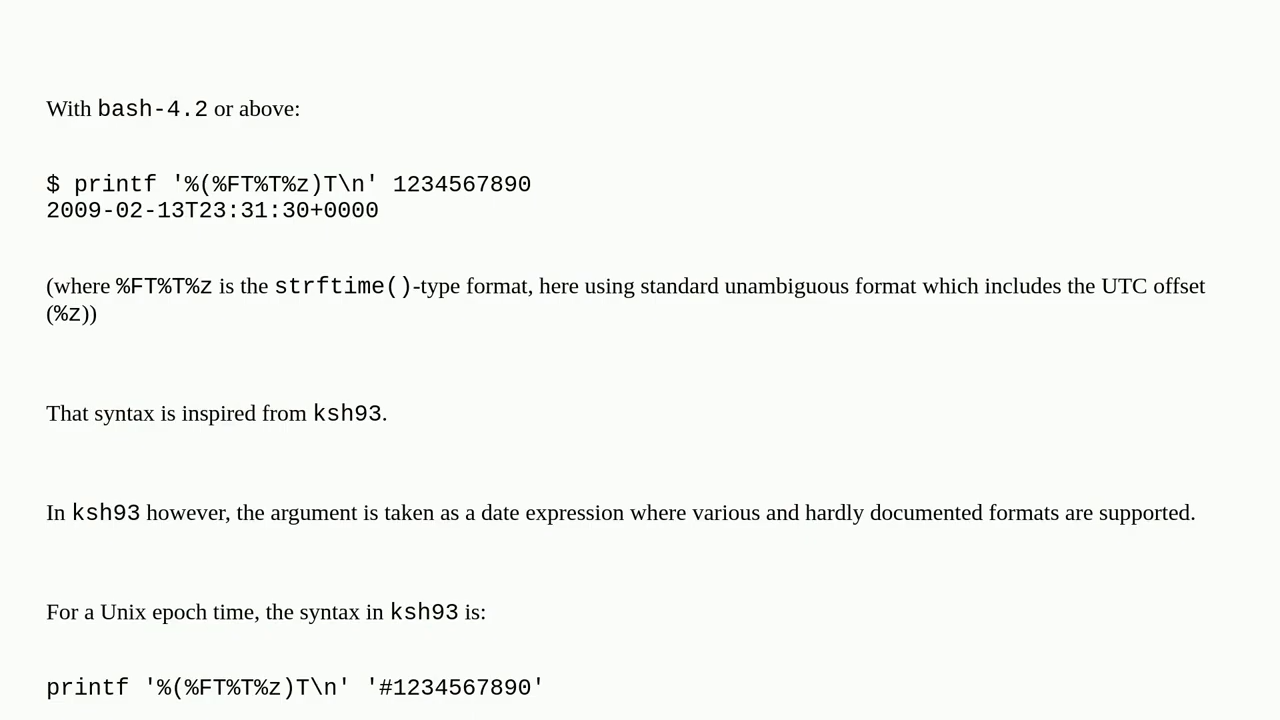 With bash-4.2 or above:
$ printf '%(%FT%T%z)T\n' 1234567890
2009-02-13T23:31:30+0000
(where %FT%T%z is the strftime()-type format, here using standard unambiguous format which includes the UTC offset
(%z))
That syntax is inspired from ksh93.
In ksh93 however, the argument is taken as a date expression where various and hardly documented formats are supported.
For a Unix epoch time, the syntax in ksh93 is:
printf '%(%FT%T%z)T\n' '#1234567890'